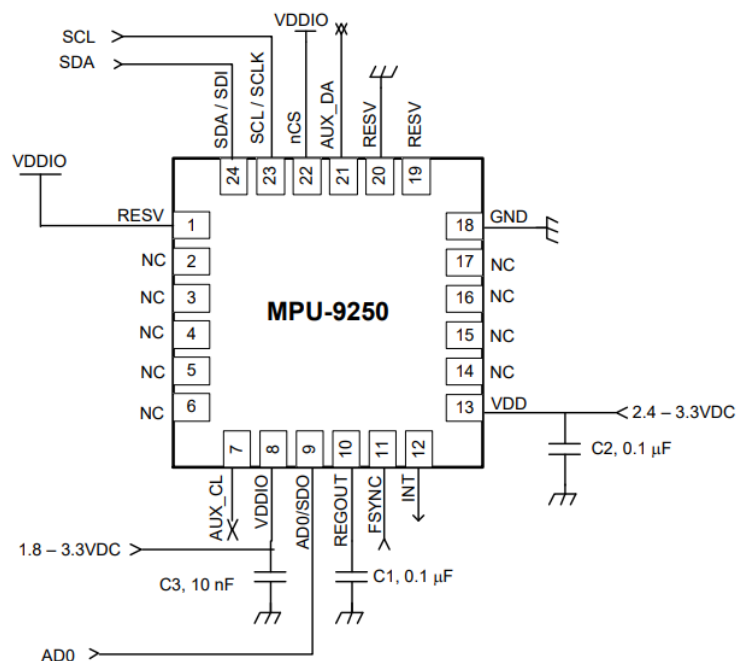 VDDIO
SCL
SDA
SDA / SDI
SCL / SCLK
nCS
AUX_DA
RESV
RESV
24
23
22
21
20
19
VDDIO
RESV
1
18
GND
NC
2
17
NC
NC
3
16
NC
MPU-9250
NC
4
15
NC
NC
5
14
NC
NC
6
13
VDD
2.4 – 3.3VDC
7
8
9
10
11
12
C2, 0.1 μF
AUX_CL
VDDIO
AD0/SDO
REGOUT
FSYNC
INT
1.8 – 3.3VDC
C3, 10 nF
C1, 0.1 μF
AD0